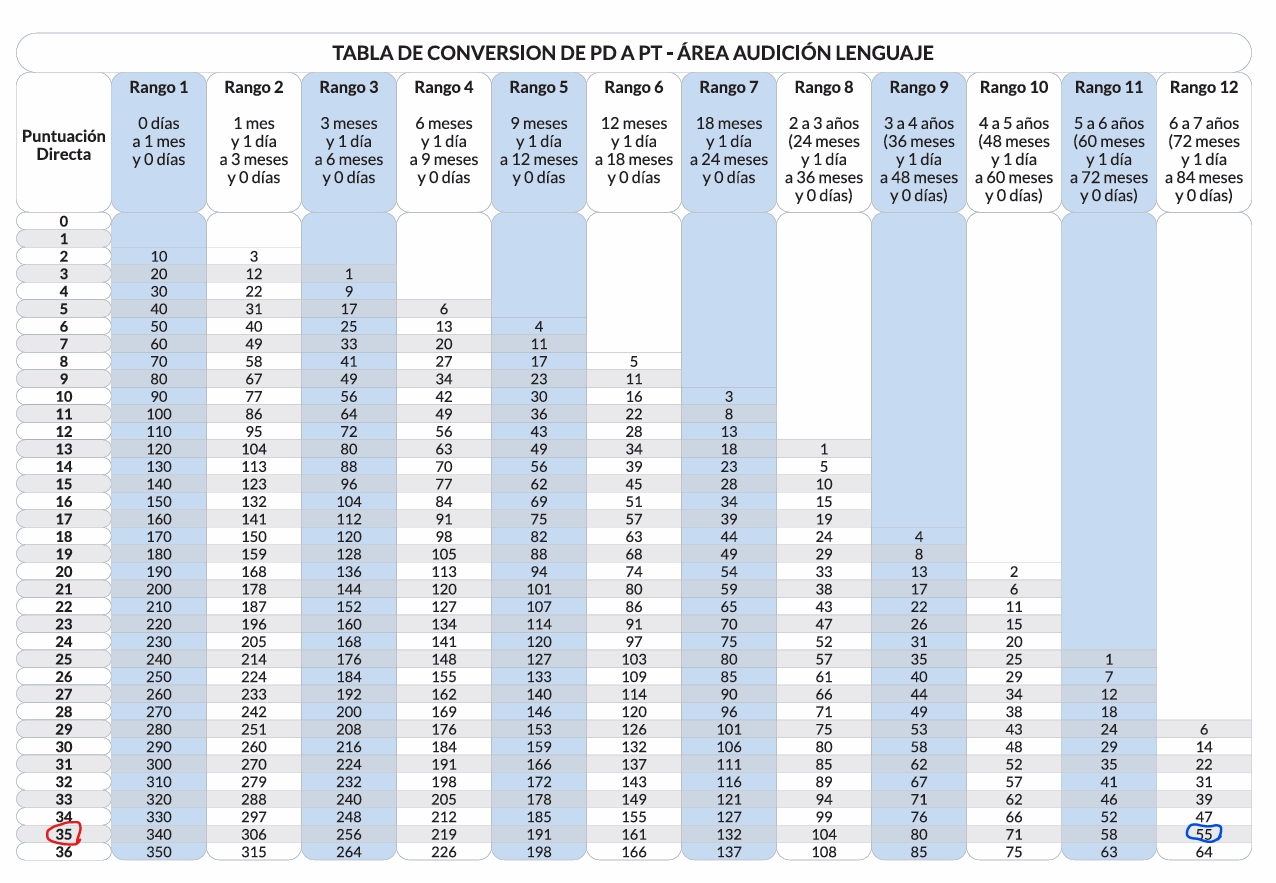 TABLA DE CONVERSION DE PD A PT - ÁREA AUDICIÓN LENGUAJE
Puntuación Directa
Rango 1 0 días a 1 mes y 0 días
Rango 2 1 mes y 1 día a 3 meses y 0 días
Rango 3 3 meses y 1 día a 6 meses y 0 días
Rango 4 6 meses y 1 día a 9 meses y 0 días
Rango 5 9 meses y 1 día a 12 meses y 0 días
Rango 6 12 meses y 1 día a 18 meses y 0 días
Rango 7 18 meses y 1 día a 24 meses y 0 días
Rango 8 2 a 3 años (24 meses y 1 día a 36 meses y 0 días)
Rango 9 3 a 4 años (36 meses y 1 día a 48 meses y 0 días)
Rango 10 4 a 5 años (48 meses y 1 día a 60 meses y 0 días)
Rango 11 5 a 6 años (60 meses y 1 día a 72 meses y 0 días)
Rango 12 6 a 7 años (72 meses y 1 día a 84 meses y 0 días)
0
1
2 10 3
3 20 12 1
4 30 22 9
5 40 31 17 6
6 50 40 25 13 4
7 60 49 33 20 11
8 70 58 41 27 17 5
9 80 67 49 34 23 11
10 90 77 56 42 30 16 3
11 100 86 64 49 36 22 8
12 110 95 72 56 43 28 13
13 120 104 80 63 49 34 18 1
14 130 113 88 70 56 39 23 5
15 140 123 96 77 62 45 28 10
16 150 132 104 84 69 51 34 15
17 160 141 112 91 75 57 39 19
18 170 150 120 98 82 63 44 24 4
19 180 159 128 105 88 68 49 29 8
20 190 168 136 113 94 74 54 33 13 2
21 200 178 144 120 101 80 59 38 17 6
22 210 187 152 127 107 86 65 43 22 11
23 220 196 160 134 114 91 70 47 26 15
24 230 205 168 141 120 97 75 52 31 20
25 240 214 176 148 127 103 80 57 35 25 1
26 250 224 184 155 133 109 85 61 40 29 7
27 260 233 192 162 140 114 90 66 44 34 12
28 270 242 200 169 146 120 96 71 49 38 18
29 280 251 208 176 153 126 101 75 53 43 24 6
30 290 260 216 184 159 132 106 80 58 48 29 14
31 300 270 224 191 166 137 111 85 62 52 35 22
32 310 279 232 198 172 143 116 89 67 57 41 31
33 320 288 240 205 178 149 121 94 71 62 46 39
34 330 297 248 212 185 155 127 99 76 66 52 47
35 340 306 256 219 191 161 132 104 80 71 58 55
36 350 315 264 226 198 166 137 108 85 75 63 64